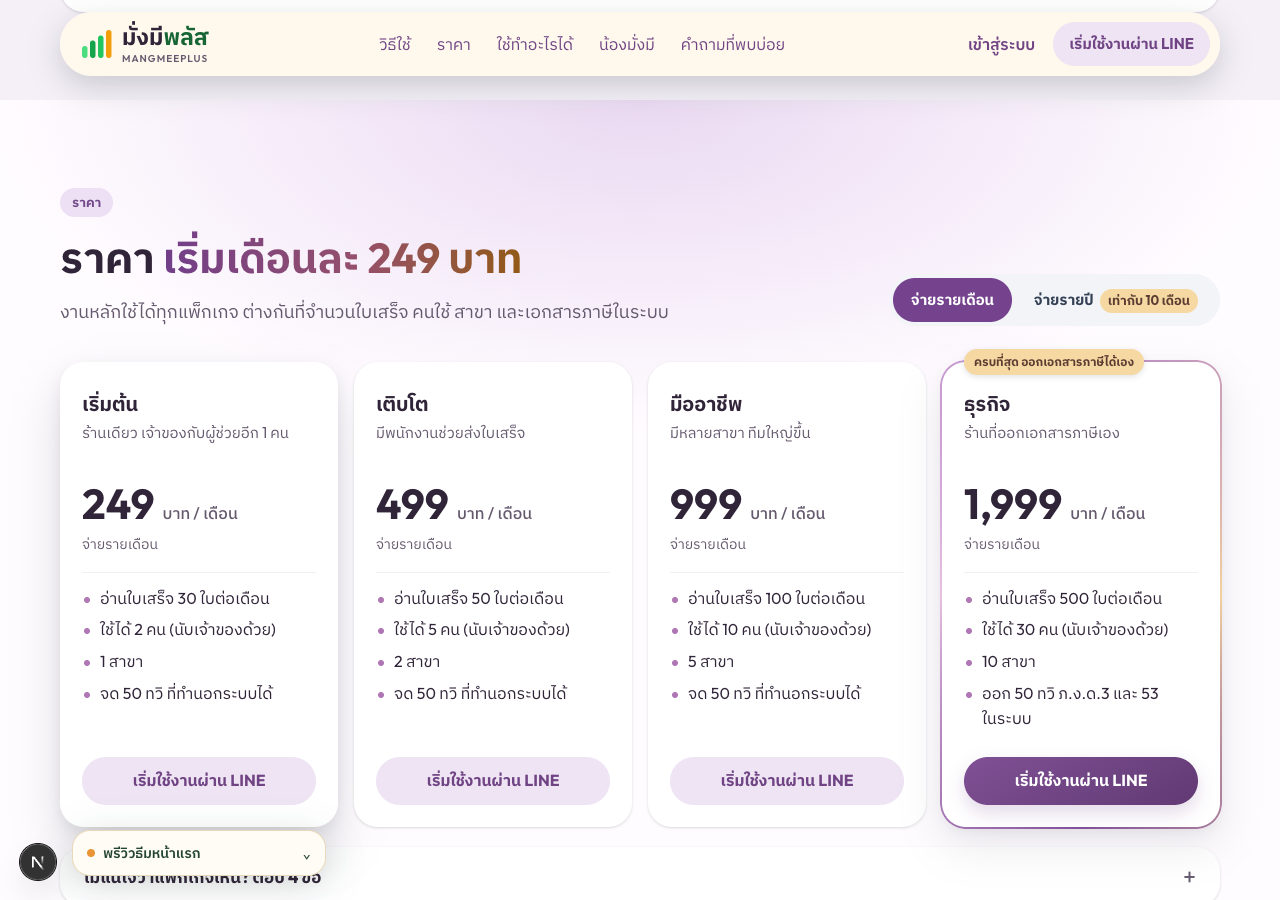 มั่งมีพลัส
MANGMEEPLUS
วิธีใช้
ราคา
ใช้ทำอะไรได้
น้องมั่งมี
คำถามที่พบบ่อย
เข้าสู่ระบบ
เริ่มใช้งานผ่าน LINE
ราคา
ราคา เริ่มเดือนละ 249 บาท
งานหลักใช้ได้ทุกแพ็กเกจ ต่างกันที่จำนวนใบเสร็จ คนใช้ สาขา และเอกสารภาษีในระบบ
จ่ายรายเดือน
จ่ายรายปี เท่ากับ 10 เดือน
เริ่มต้น
ร้านเดียว เจ้าของกับผู้ช่วยอีก 1 คน
249 บาท / เดือน
จ่ายรายเดือน
อ่านใบเสร็จ 30 ใบต่อเดือน
ใช้ได้ 2 คน (นับเจ้าของด้วย)
1 สาขา
จด 50 ทวิ ที่ทำนอกระบบได้
เริ่มใช้งานผ่าน LINE
เติบโต
มีพนักงานช่วยส่งใบเสร็จ
499 บาท / เดือน
จ่ายรายเดือน
อ่านใบเสร็จ 50 ใบต่อเดือน
ใช้ได้ 5 คน (นับเจ้าของด้วย)
2 สาขา
จด 50 ทวิ ที่ทำนอกระบบได้
เริ่มใช้งานผ่าน LINE
มืออาชีพ
มีหลายสาขา ทีมใหญ่ขึ้น
999 บาท / เดือน
จ่ายรายเดือน
อ่านใบเสร็จ 100 ใบต่อเดือน
ใช้ได้ 10 คน (นับเจ้าของด้วย)
5 สาขา
จด 50 ทวิ ที่ทำนอกระบบได้
เริ่มใช้งานผ่าน LINE
ครบที่สุด ออกเอกสารภาษีได้เอง
ธุรกิจ
ร้านที่ออกเอกสารภาษีเอง
1,999 บาท / เดือน
จ่ายรายเดือน
อ่านใบเสร็จ 500 ใบต่อเดือน
ใช้ได้ 30 คน (นับเจ้าของด้วย)
10 สาขา
ออก 50 ทวิ ภ.ง.ด.3 และ 53
ในระบบ
เริ่มใช้งานผ่าน LINE
N
พรีวิวธีมหน้าแรก